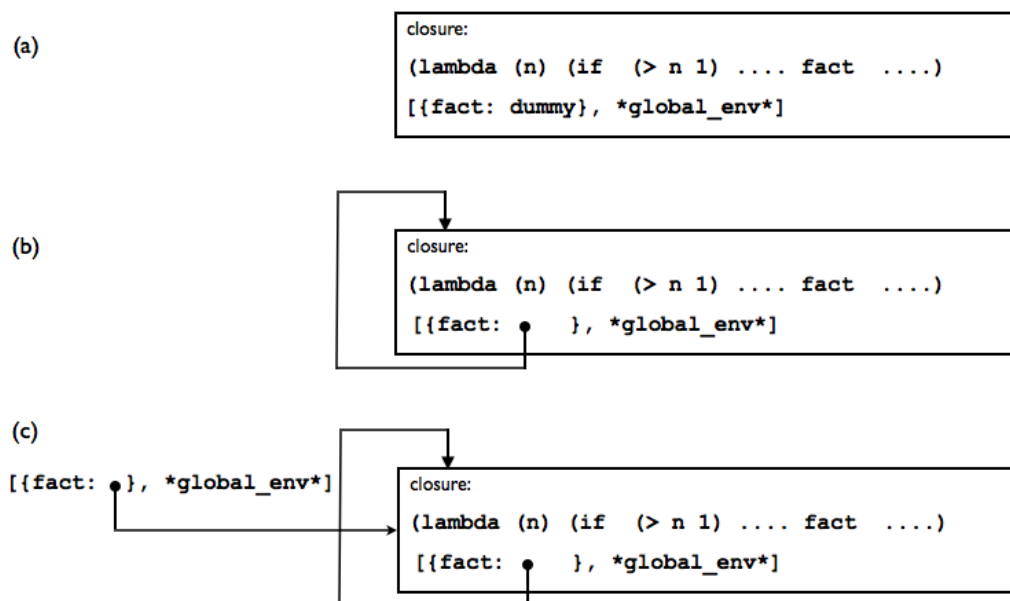 (a)
closure:
(lambda (n) (if (> n 1) .... fact ....)
[{fact: dummy}, *global_env*]
(b)
closure:
(lambda (n) (if (> n 1) .... fact ....)
[{fact: }, *global_env*]
(c)
[{fact: }, *global_env*]
closure:
(lambda (n) (if (> n 1) .... fact ....)
[{fact: }, *global_env*]